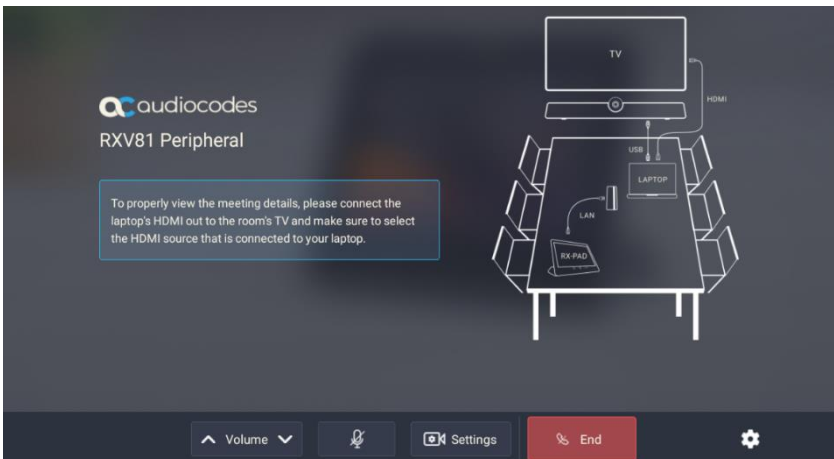 audiocodes
RXV81 Peripheral
To properly view the meeting details, please connect the
laptop's HDMI out to the room's TV and make sure to select
the HDMI source that is connected to your laptop.
TV
HDMI
USB
LAPTOP
LAN
RX-PAD
Volume
Settings
End